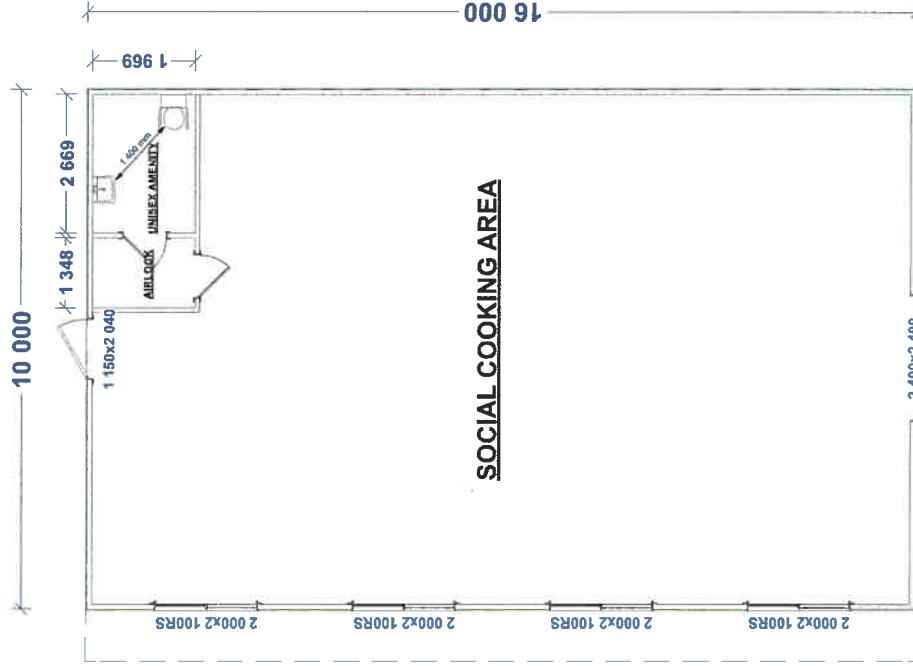 16 000
1 969
10 000
1 348
2 669
1 400 mm
UNISEX AMENITY
AIRLOCK
1 150x2 040
SOCIAL COOKING AREA
2 000x2 100RS
2 000x2 100RS
2 000x2 100RS
2 000x2 100RS